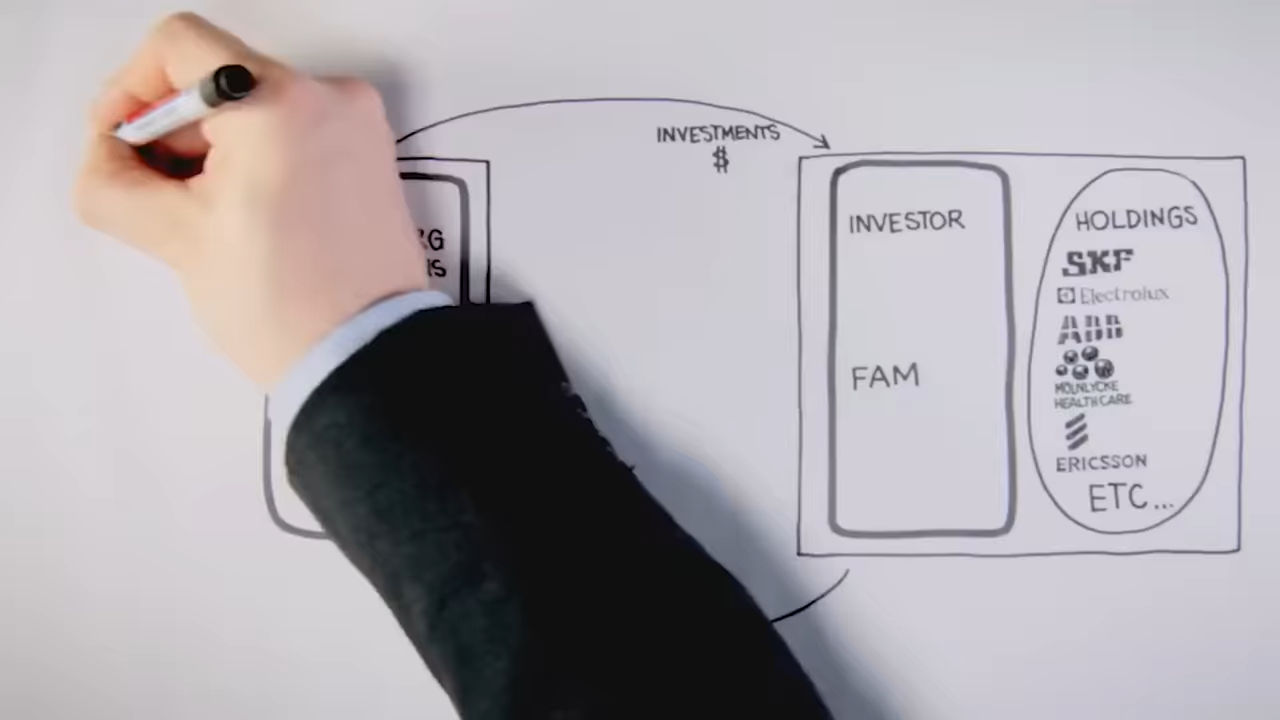 INVESTMENTS
$
INVESTOR
FAM
HOLDINGS
SKF
Electrolux
ABB
MÖLNLYCKE
HEALTH CARE
ERICSSON
ETC...